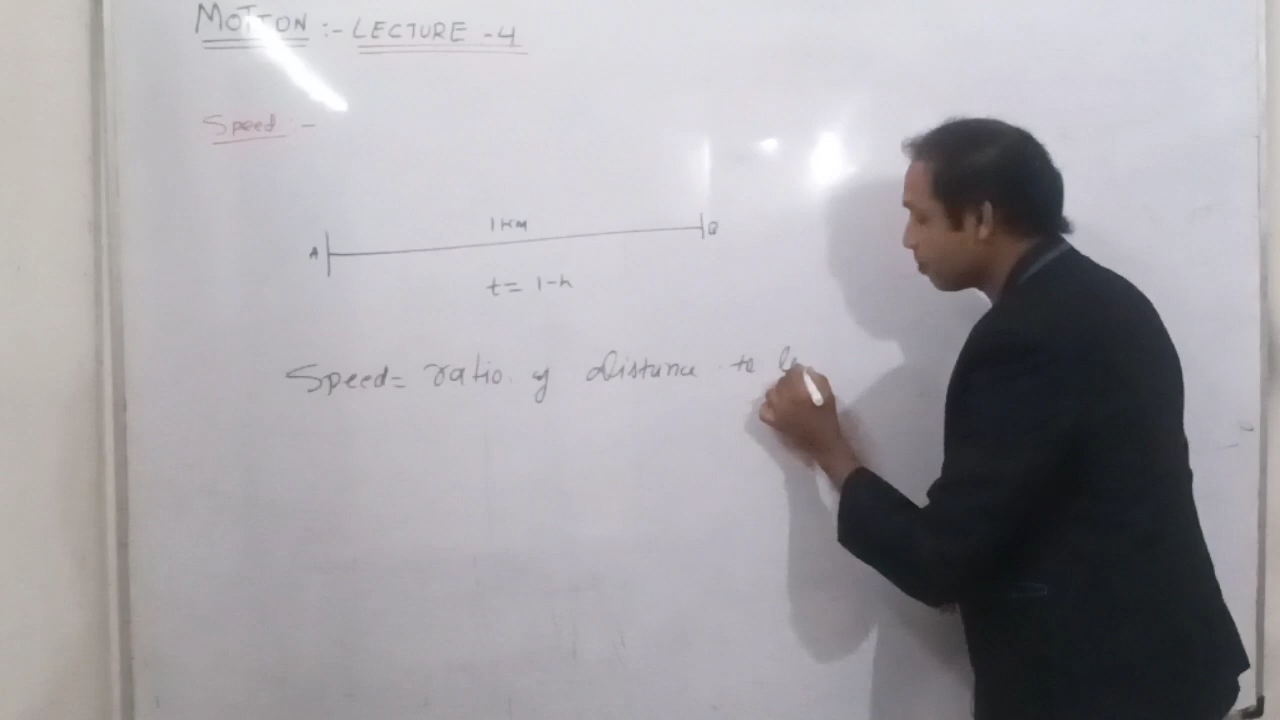 MOTION :- LECTURE - 4
Speed :-
1 KM
A B
t = 1-h
Speed = ratio of Distance to